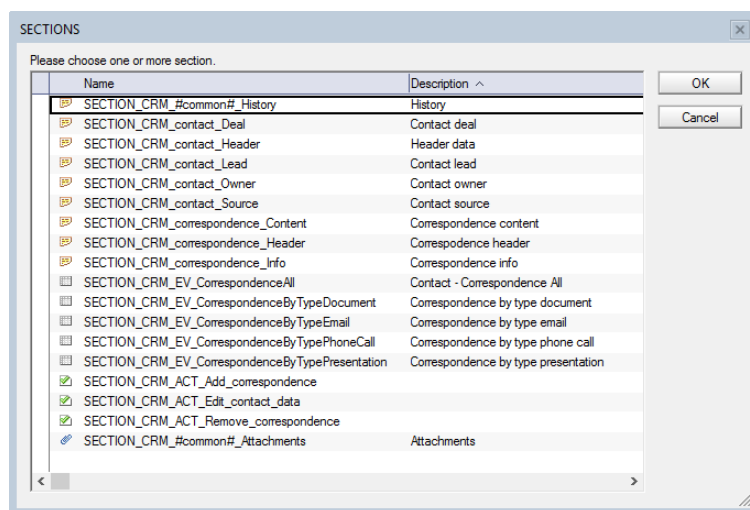 SECTIONS
Please choose one or more section.
Name Description
SECTION_CRM_#common#_History History
SECTION_CRM_contact_Deal Contact deal
SECTION_CRM_contact_Header Header data
SECTION_CRM_contact_Lead Contact lead
SECTION_CRM_contact_Owner Contact owner
SECTION_CRM_contact_Source Contact source
SECTION_CRM_correspondence_Content Correspondence content
SECTION_CRM_correspondence_Header Correspodence header
SECTION_CRM_correspondence_Info Correspondence info
SECTION_CRM_EV_CorrespondenceAll Contact - Correspondence All
SECTION_CRM_EV_CorrespondenceByTypeDocument Correspondence by type document
SECTION_CRM_EV_CorrespondenceByTypeEmail Correspondence by type email
SECTION_CRM_EV_CorrespondenceByTypePhoneCall Correspondence by type phone call
SECTION_CRM_EV_CorrespondenceByTypePresentation Correspondence by type presentation
SECTION_CRM_ACT_Add_correspondence
SECTION_CRM_ACT_Edit_contact_data
SECTION_CRM_ACT_Remove_correspondence
SECTION_CRM_#common#_Attachments Attachments
OK
Cancel